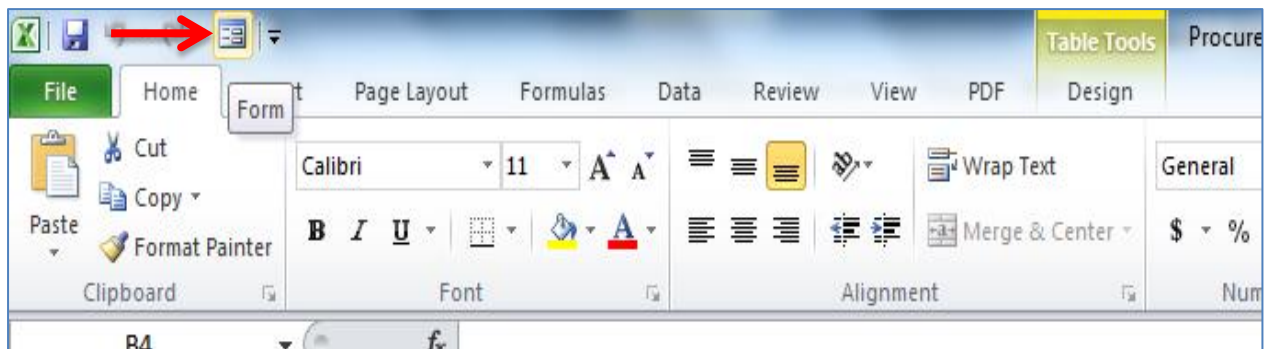 Table Tools Procure
File Home t Page Layout Formulas Data Review View PDF Design
Form
Cut
Calibri 11 A A Wrap Text General
Copy
Paste
B I U A Merge & Center $ %
Format Painter
Clipboard Font Alignment Num
B4 fx